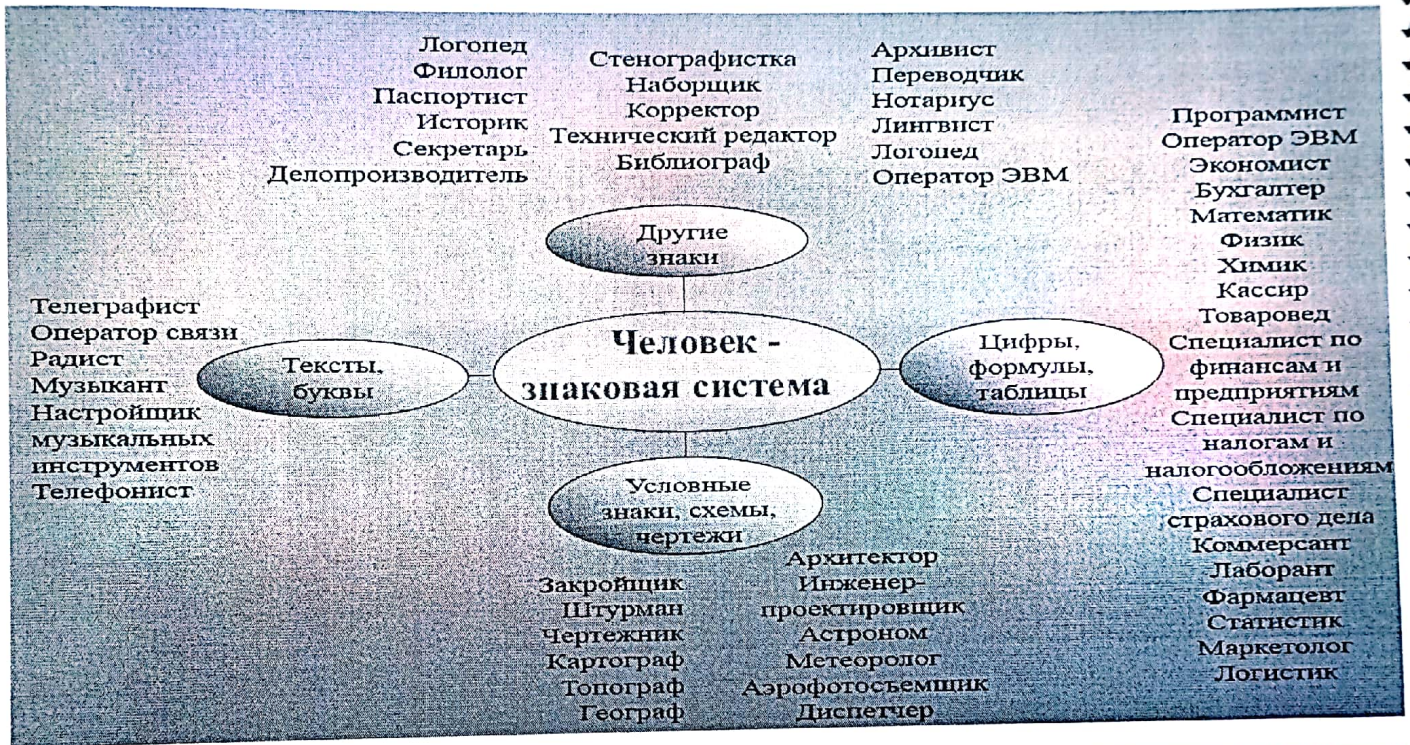 Логопед
Филолог
Паспортист
Историк
Секретарь
Делопроизводитель
Стенографистка
Наборщик
Корректор
Технический редактор
Библиограф
Архивист
Переводчик
Нотариус
Лингвист
Логопед
Оператор ЭВМ
Другие
знаки
Телеграфист
Оператор связи
Радист
Музыкант
Настройщик
музыкальных
инструментов
Телефонист
Тексты,
буквы
Человек -
знаковая система
Цифры,
формулы,
таблицы
Программист
Оператор ЭВМ
Экономист
Бухгалтер
Математик
Физик
Химик
Кассир
Товаровед
Специалист по
финансам и
предприятиям
Специалист по
налогам и
налогообложениям
Специалист
страхового дела
Коммерсант
Лаборант
Фармацевт
Статистик
Маркетолог
Логистик
Условные
знаки, схемы,
чертежи
Закройщик
Штурман
Чертежник
Картограф
Топограф
Географ
Архитектор
Инженер-
проектировщик
Астроном
Метеоролог
Аэрофотосъемщик
Диспетчер